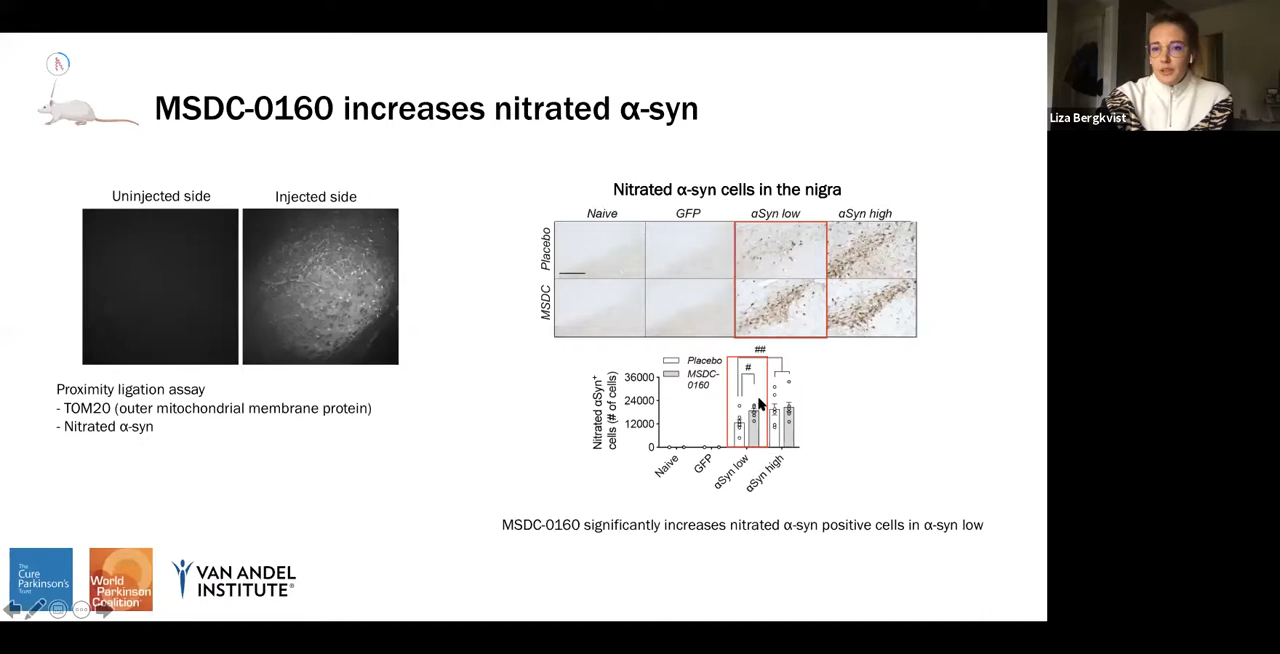 MSDC-0160 increases nitrated α-syn
Liza Bergkvist
Uninjected side
Injected side
Proximity ligation assay
- TOM20 (outer mitochondrial membrane protein)
- Nitrated α-syn
Nitrated α-syn cells in the nigra
Naive GFP αSyn low αSyn high
Placebo
MSDC
##
#
Placebo
MSDC-
0160
Nitrated αSyn+
cells (# of cells)
36000
24000
12000
0
Naive
GFP
αSyn low
αSyn high
MSDC-0160 significantly increases nitrated α-syn positive cells in α-syn low
The
Cure
Parkinson's
Trust
World
Parkinson
Coalition
VAN ANDEL
INSTITUTE®